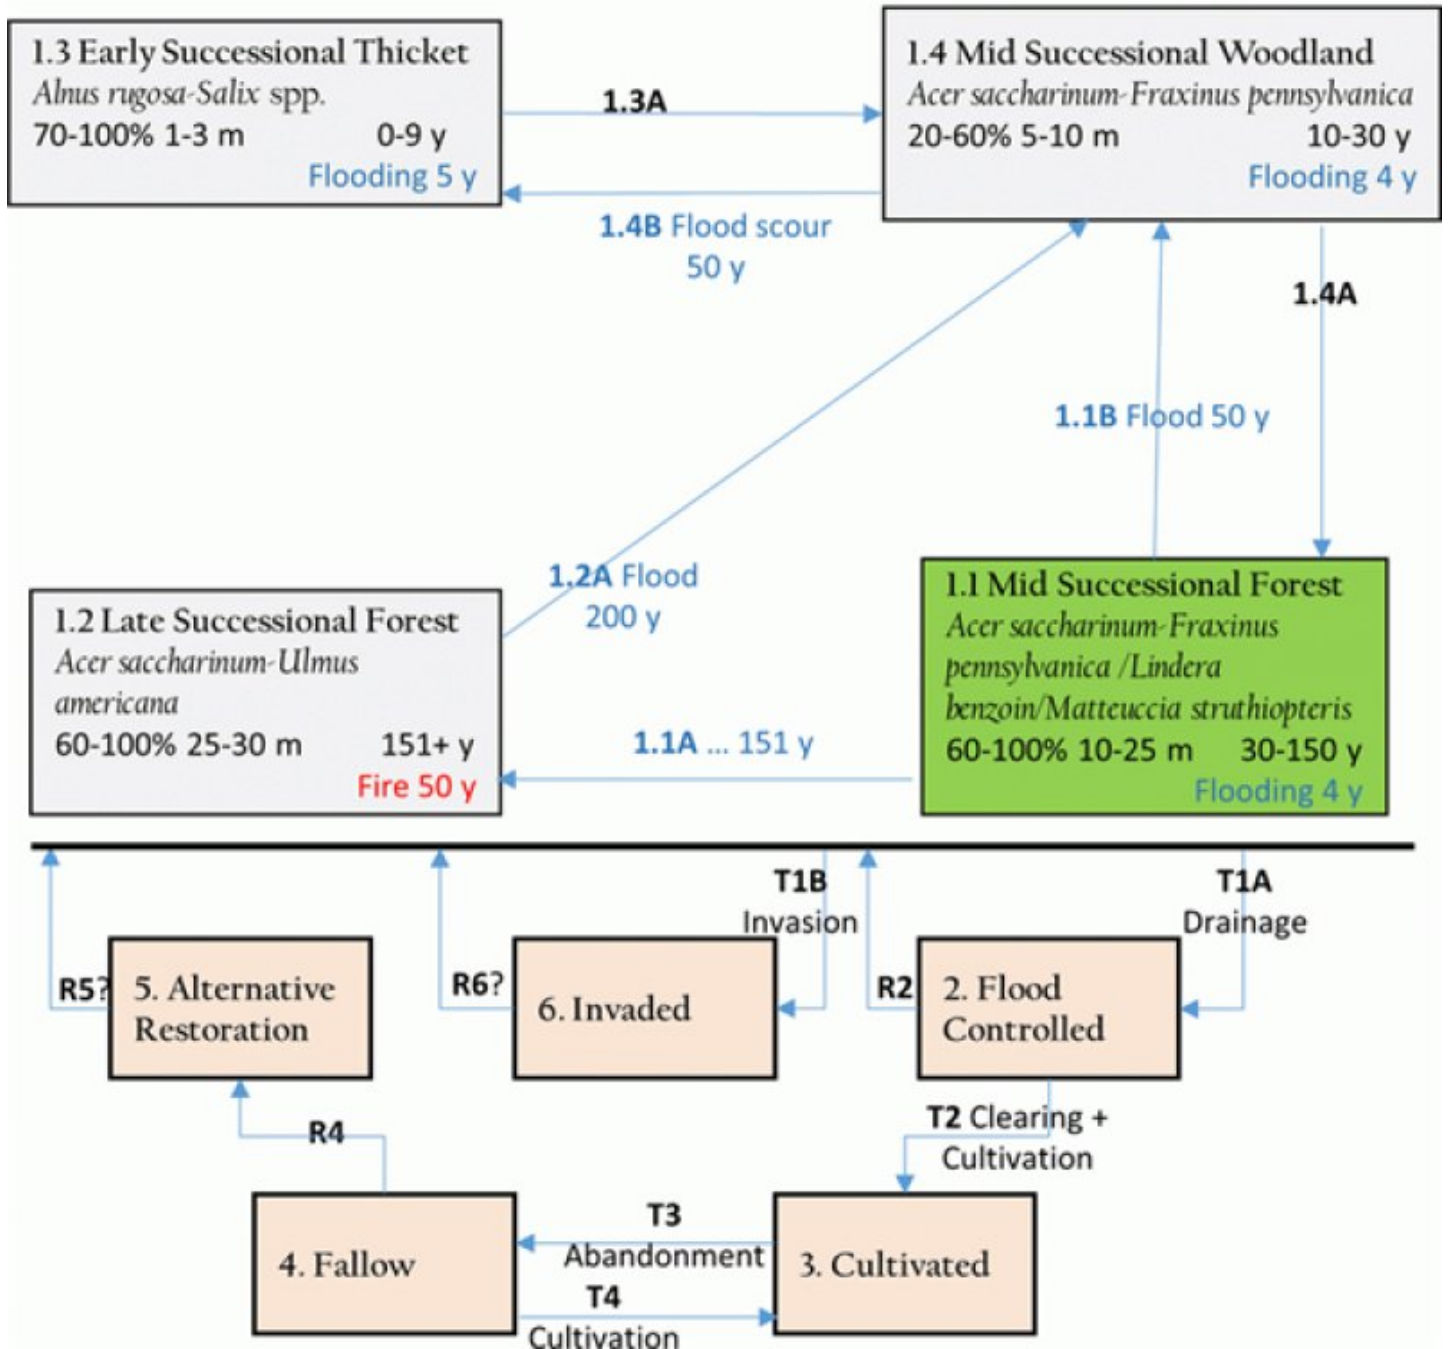 1.3 Early Successional Thicket
Alnus rugosa-Salix spp.
70-100% 1-3 m 0-9 y
Flooding 5 y
1.3A
1.4 Mid Successional Woodland
Acer saccharinum-Fraxinus pennsylvanica
20-60% 5-10 m 10-30 y
Flooding 4 y
1.4B Flood scour
50 y
1.4A
1.1B Flood 50 y
1.2A Flood
200 y
1.2 Late Successional Forest
Acer saccharinum-Ulmus
americana
60-100% 25-30 m 151+ y
Fire 50 y
1.1A ... 151 y
1.1 Mid Successional Forest
Acer saccharinum-Fraxinus
pennsylvanica /Lindera
benzoin/Matteuccia struthiopteris
60-100% 10-25 m 30-150 y
Flooding 4 y
T1B
Invasion
T1A
Drainage
R5?
5. Alternative
Restoration
R6?
6. Invaded
R2
2. Flood
Controlled
R4
T2 Clearing +
Cultivation
4. Fallow
T3
Abandonment
T4
Cultivation
3. Cultivated